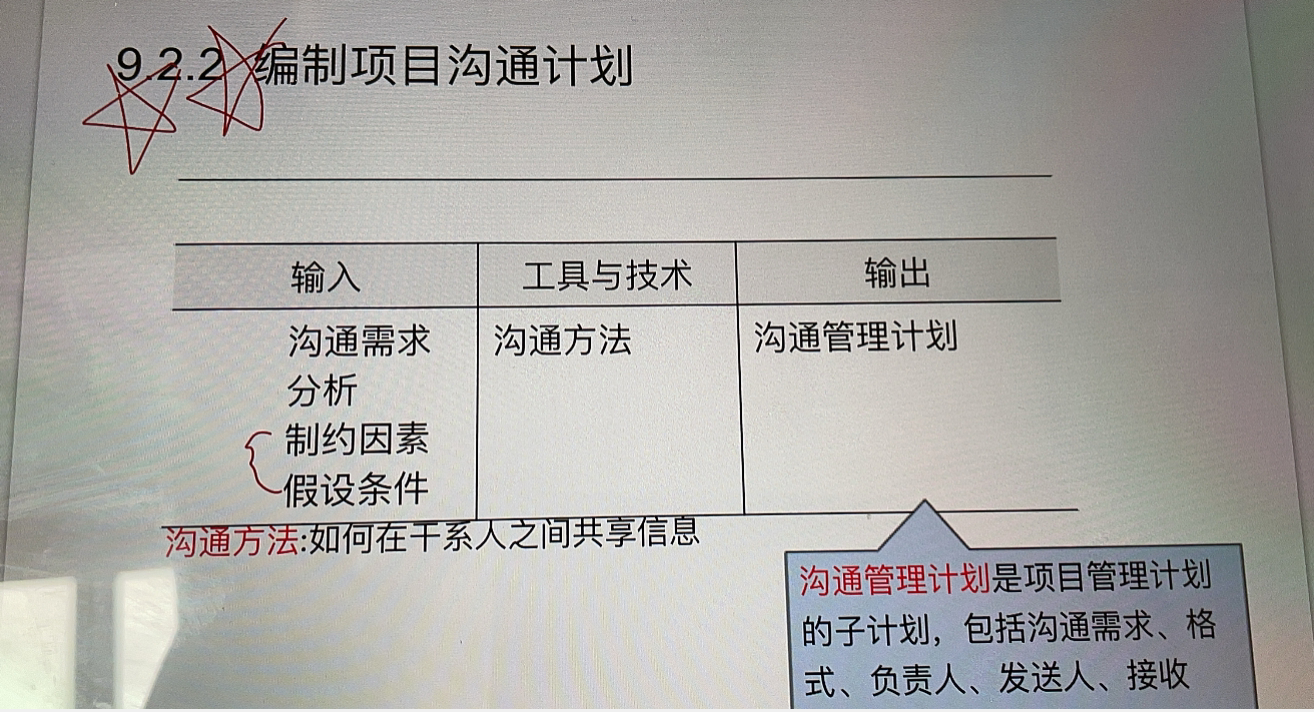 9.2.2 编制项目沟通计划
输入 工具与技术 输出
沟通需求 沟通方法 沟通管理计划
分析
制约因素
假设条件
沟通方法:如何在干系人之间共享信息
沟通管理计划是项目管理计划
的子计划，包括沟通需求、格
式、负责人、发送人、接收